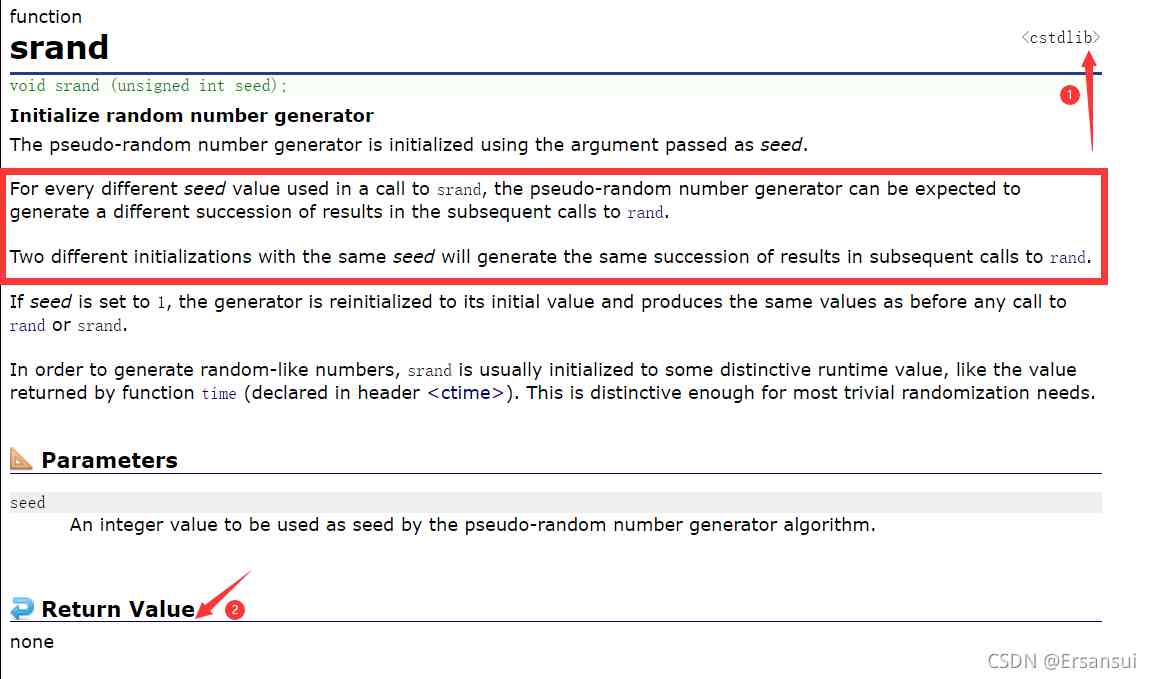 function
srand
<cstdlib>
void srand (unsigned int seed);
1
Initialize random number generator
The pseudo-random number generator is initialized using the argument passed as seed.
For every different seed value used in a call to srand, the pseudo-random number generator can be expected to
generate a different succession of results in the subsequent calls to rand.
Two different initializations with the same seed will generate the same succession of results in subsequent calls to rand.
If seed is set to 1, the generator is reinitialized to its initial value and produces the same values as before any call to
rand or srand.
In order to generate random-like numbers, srand is usually initialized to some distinctive runtime value, like the value
returned by function time (declared in header <ctime>). This is distinctive enough for most trivial randomization needs.
Parameters
seed
An integer value to be used as seed by the pseudo-random number generator algorithm.
Return Value
2
none
CSDN @Ersansui